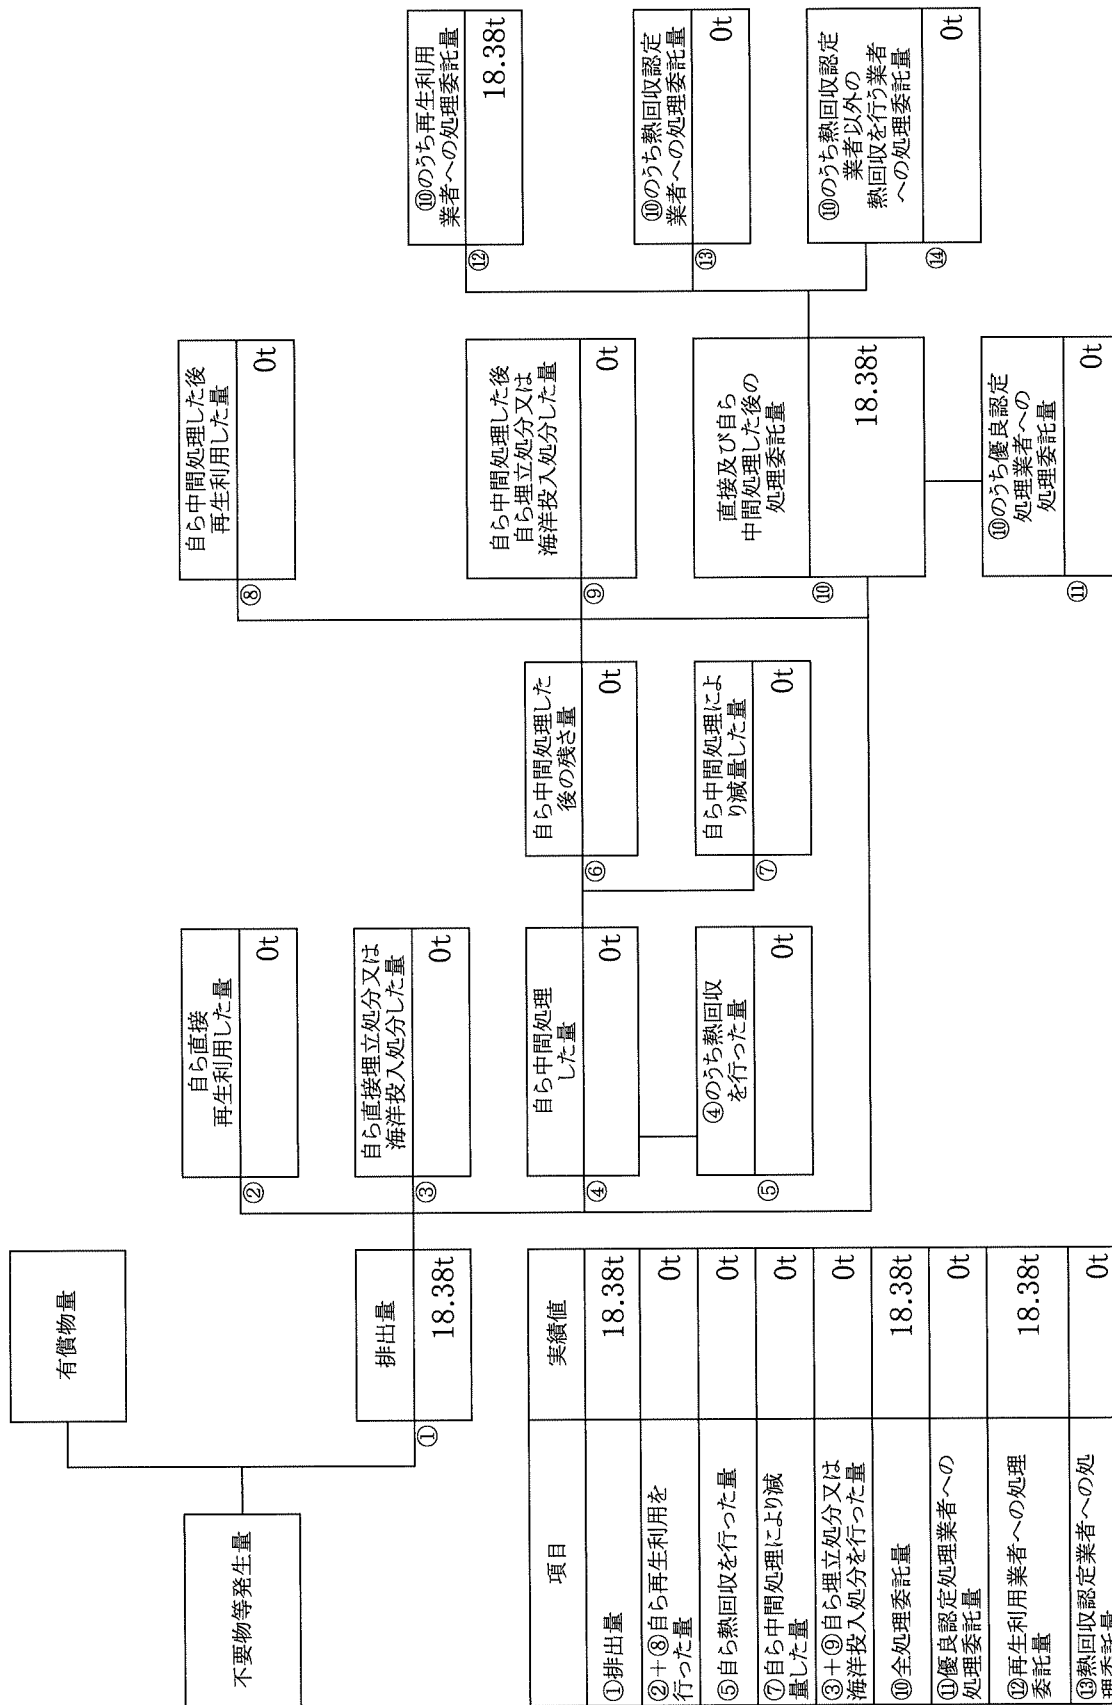 不要物等発生量
有償物量
①
排出量
18.38t
②
自ら直接
再生利用した量
0t
③
自ら直接埋立処分又は
海洋投入処分した量
0t
④
自ら中間処理
した量
0t
⑤
④のうち熱回収
を行った量
0t
⑥
自ら中間処理した
後の残さ量
0t
⑦
自ら中間処理によ
り減量した量
0t
⑧
自ら中間処理した後
再生利用した量
0t
⑨
自ら中間処理した後
自ら埋立処分又は
海洋投入処分した量
0t
⑩
直接及び自ら
中間処理した後の
処理委託量
18.38t
⑪
⑩のうち優良認定
処理業者への
処理委託量
0t
⑫
⑩のうち再生利用
業者への処理委託量
18.38t
⑬
⑩のうち熱回収認定
業者への処理委託量
0t
⑭
⑩のうち熱回収認定
業者以外の
熱回収を行う業者
への処理委託量
0t
項目 実績値
①排出量 18.38t
②+⑧自ら再生利用を
行った量 0t
⑤自ら熱回収を行った量 0t
⑦自ら中間処理により減
量した量 0t
③+⑨自ら埋立処分又は
海洋投入処分を行った量 0t
⑩全処理委託量 18.38t
⑪優良認定処理業者への
処理委託量 0t
⑫再生利用業者への処理
委託量 18.38t
⑬熱回収認定業者への処
理委託量 0t